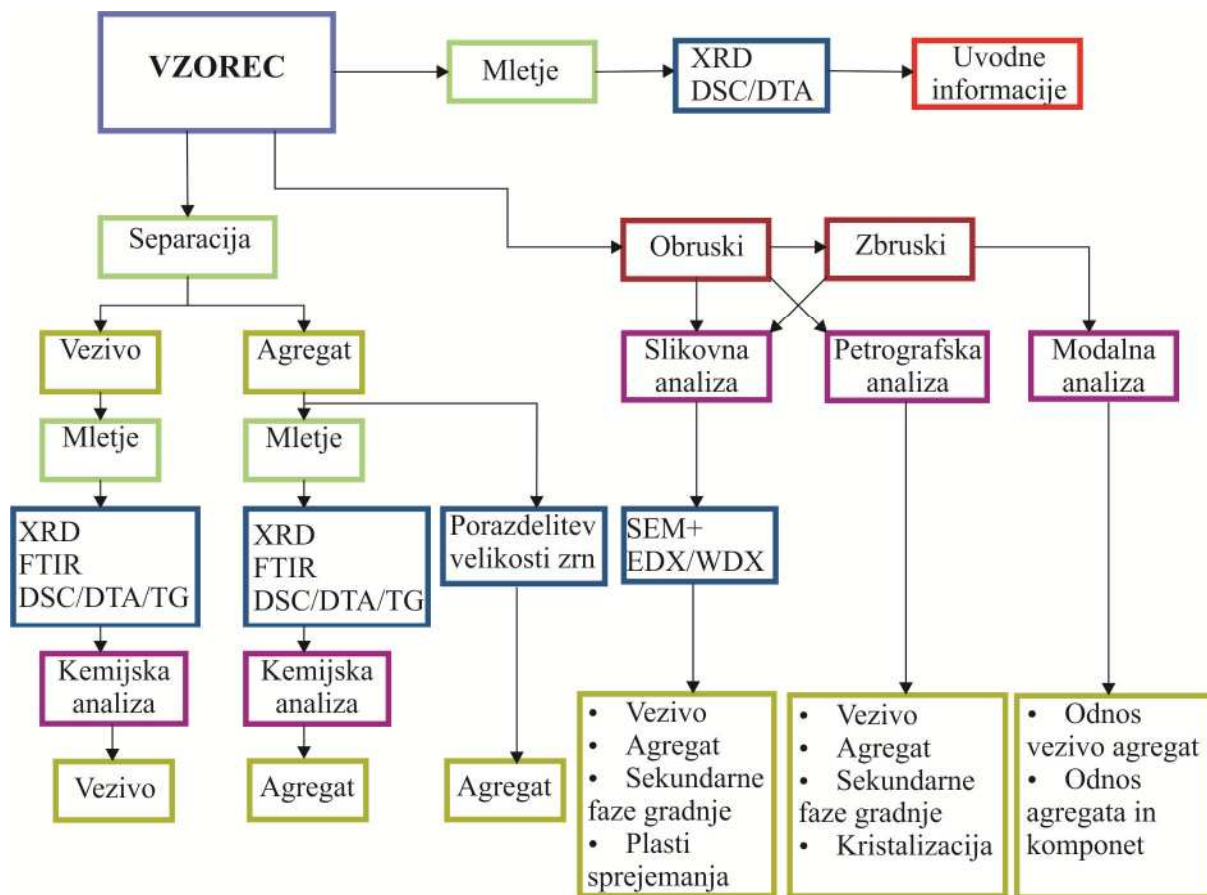 VZOREC
Mletje
XRD
DSC/DTA
Uvodne
informacije
Separacija
Obruski
Zbruski
Vezivo
Agregat
Slikovna
analiza
Petrografska
analiza
Modalna
analiza
Mletje
Mletje
XRD
FTIR
DSC/DTA/TG
XRD
FTIR
DSC/DTA/TG
Porazdelitev
velikosti zrn
SEM+
EDX/WDX
Kemijska
analiza
Kemijska
analiza
Vezivo
Agregat
Agregat
• Vezivo
• Agregat
• Sekundarne
faze gradnje
• Plasti
sprejemanja
• Vezivo
• Agregat
• Sekundarne
faze gradnje
• Kristalizacija
• Odnos
vezivo agregat
• Odnos
agregata in
komponet